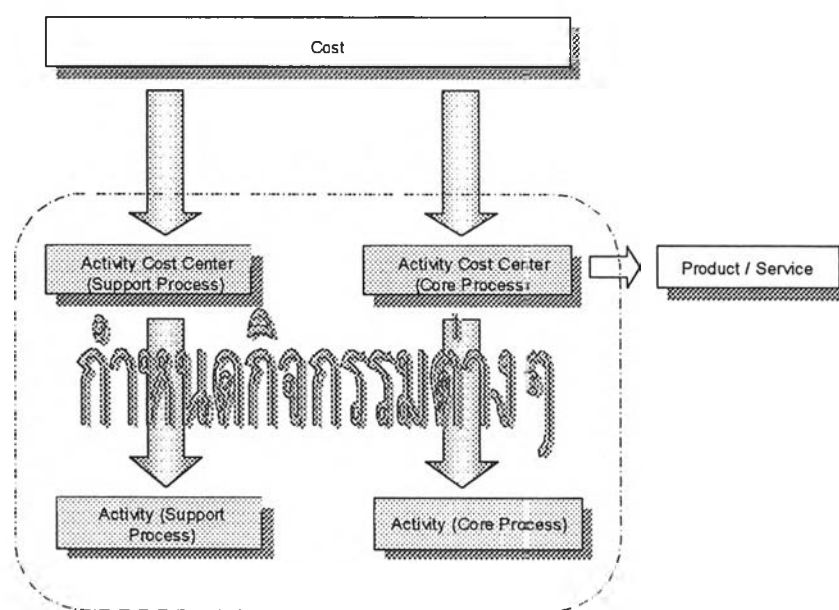 Cost
Activity Cost Center
(Support Process)
Activity Cost Center
(Core Process)
Product / Service
กำหนดกิจกรรมต่างๆ
Activity (Support
Process)
Activity (Core Process)